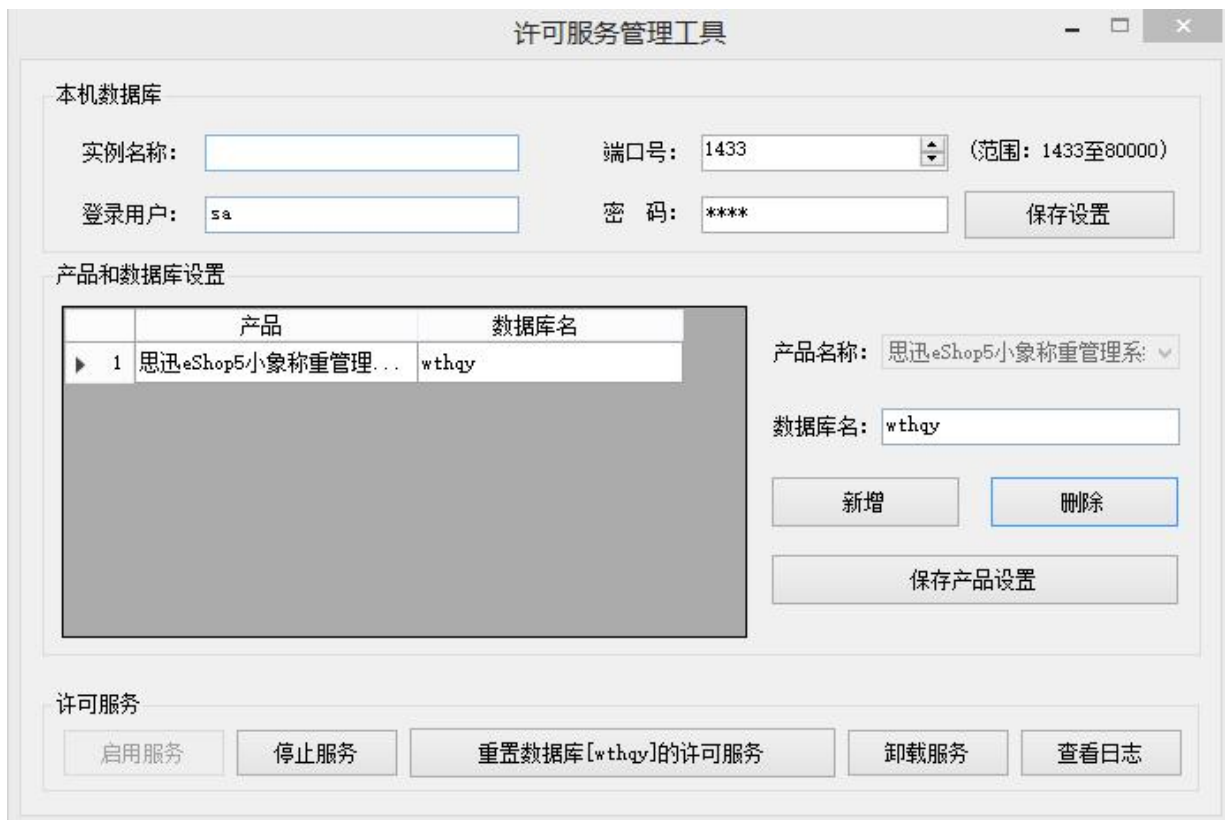 许可服务管理工具
本机数据库
实例名称： 端口号： 1433 (范围：1433至80000)
登录用户： sa 密 码： **** 保存设置
产品和数据库设置
产品 数据库名
1 思迅eShop5小象称重管理... wthqy
产品名称： 思迅eShop5小象称重管理系
数据库名： wthqy
新增 删除
保存产品设置
许可服务
启用服务 停止服务 重置数据库[wthqy]的许可服务 卸载服务 查看日志